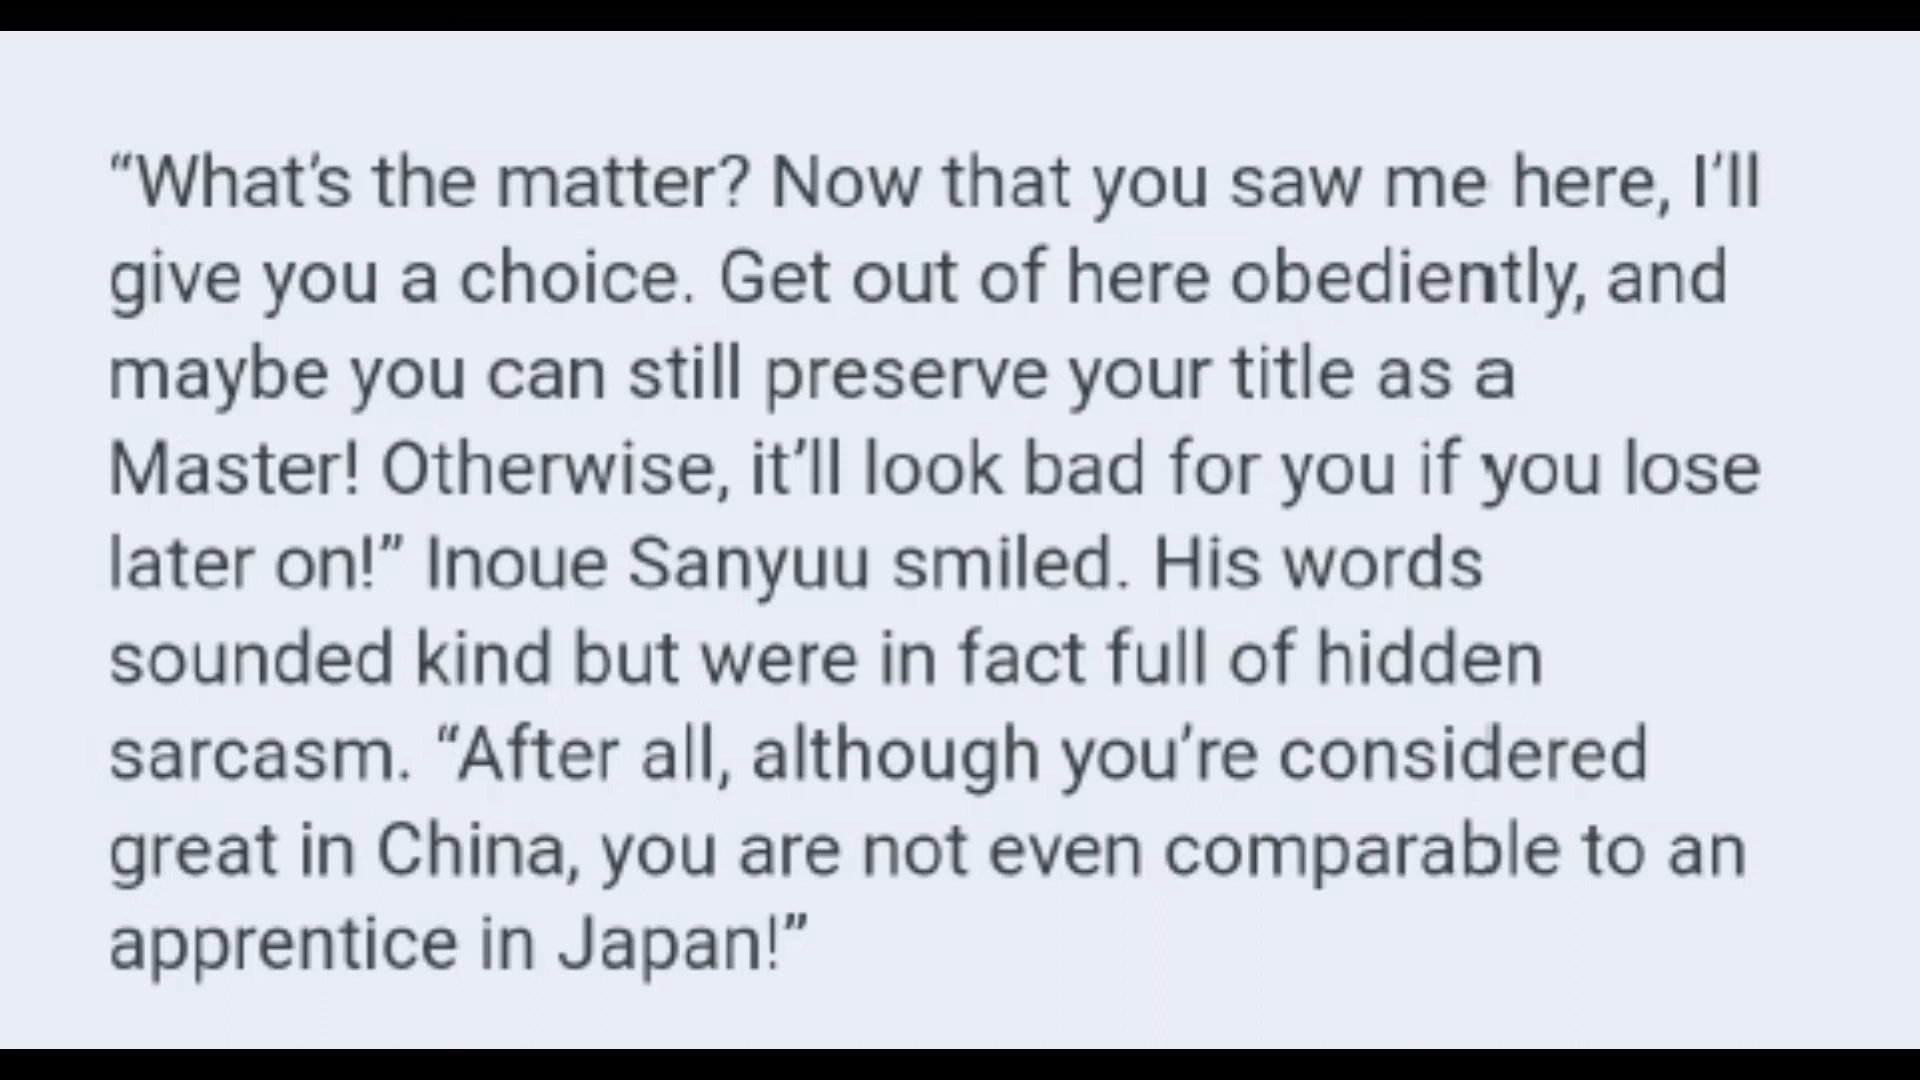 “What’s the matter? Now that you saw me here, I’ll
give you a choice. Get out of here obediently, and
maybe you can still preserve your title as a
Master! Otherwise, it’ll look bad for you if you lose
later on!” Inoue Sanyuu smiled. His words
sounded kind but were in fact full of hidden
sarcasm. “After all, although you’re considered
great in China, you are not even comparable to an
apprentice in Japan!”